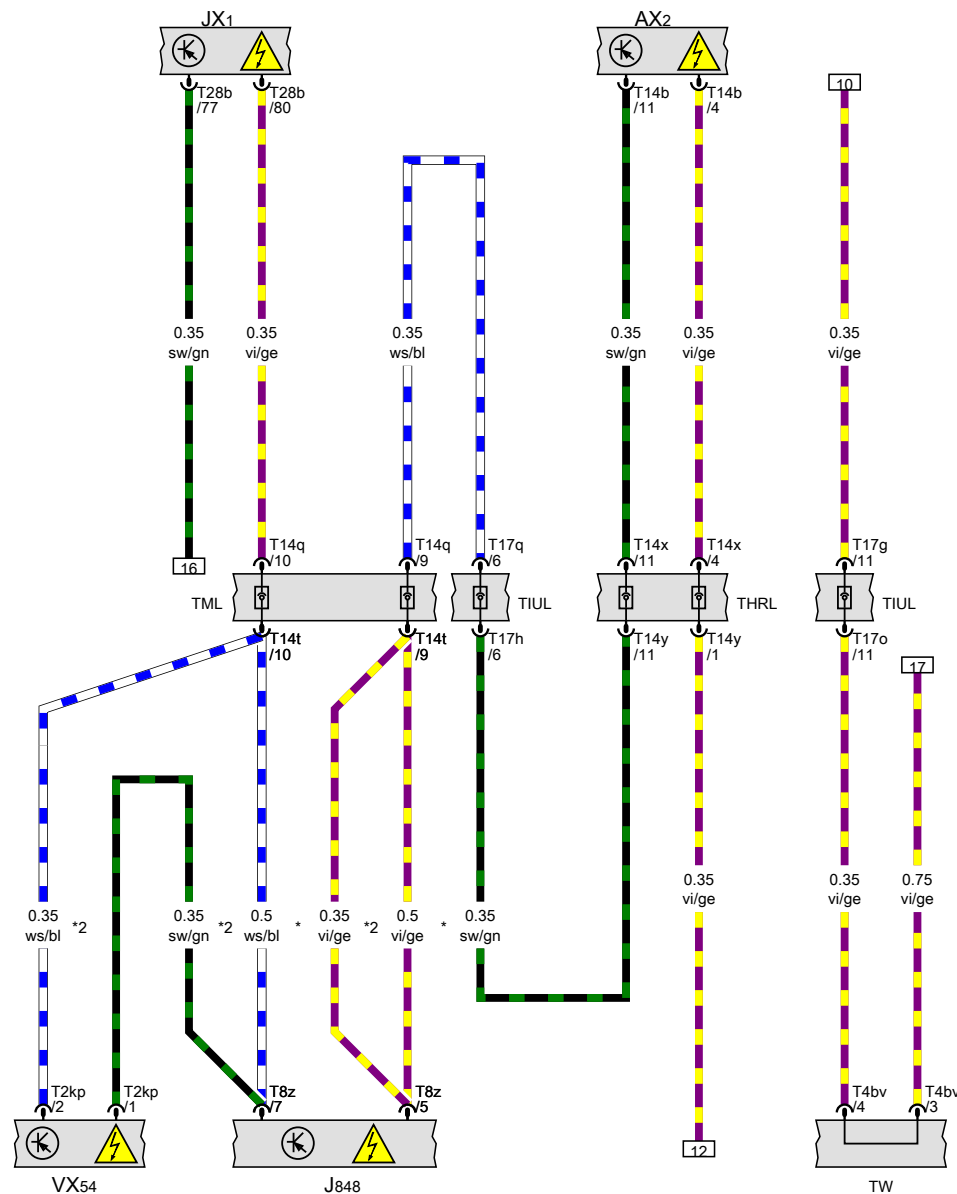 JX1
AX2
T28b
/77
T28b
/80
T14b
/11
T14b
/4
10
0.35
sw/gn
0.35
vi/ge
0.35
ws/bl
0.35
sw/gn
0.35
vi/ge
0.35
vi/ge
16
T14q
/10
T14q
/9
T17q
/6
T14x
/11
T14x
/4
T17g
/11
TML
TIUL
THRL
TIUL
T14t
/10
T14t
/9
T17h
/6
T14y
/11
T14y
/1
T17o
/11
17
0.35
ws/bl
*2
0.35
sw/gn
*2
0.5
ws/bl
*
0.35
vi/ge
*2
0.5
vi/ge
*
0.35
sw/gn
0.35
vi/ge
0.35
vi/ge
0.75
vi/ge
T2kp
/2
T2kp
/1
T8z
/7
T8z
/5
12
T4bv
/4
T4bv
/3
VX54
J848
TW